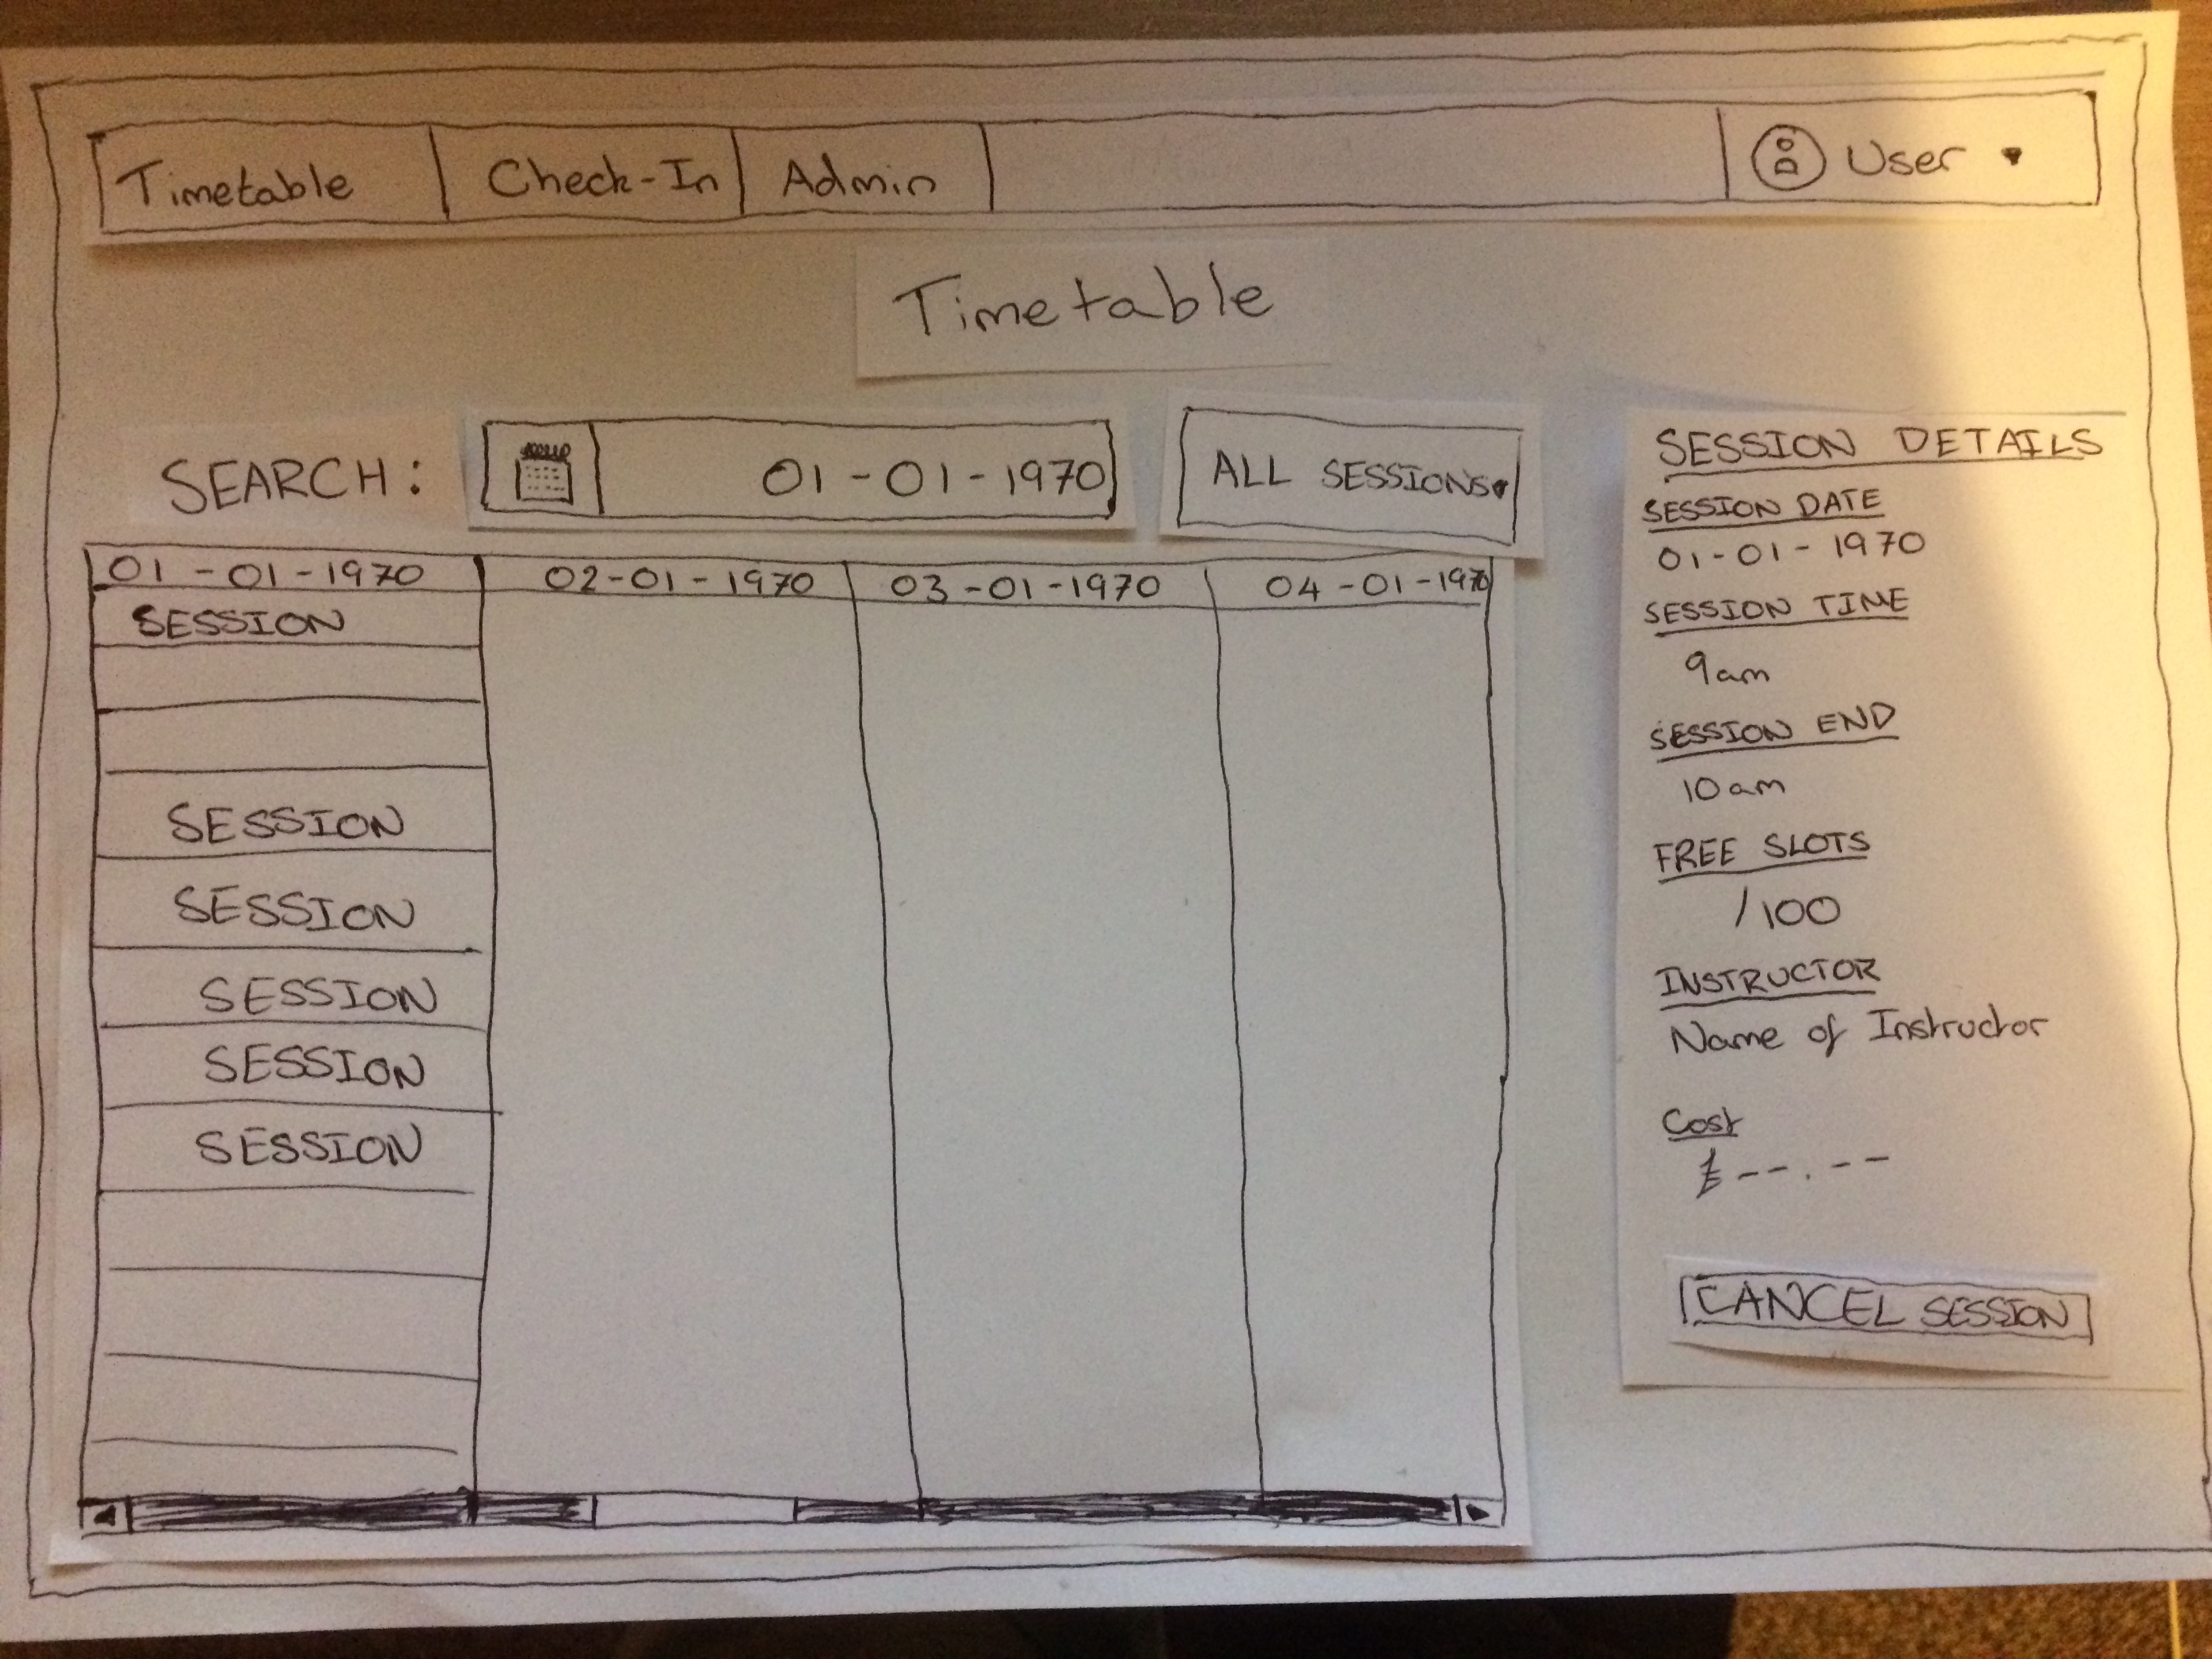 Timetable Check-In Admin User
Timetable
SEARCH: 01-01-1970 ALL SESSIONS
01-01-1970 02-01-1970 03-01-1970 04-01-1970
SESSION
SESSION
SESSION
SESSION
SESSION
SESSION
SESSION DETAILS
SESSION DATE
01-01-1970
SESSION TIME
9am
SESSION END
10am
FREE SLOTS
/100
INSTRUCTOR
Name of Instructor
Cost
£--.--
CANCEL SESSION